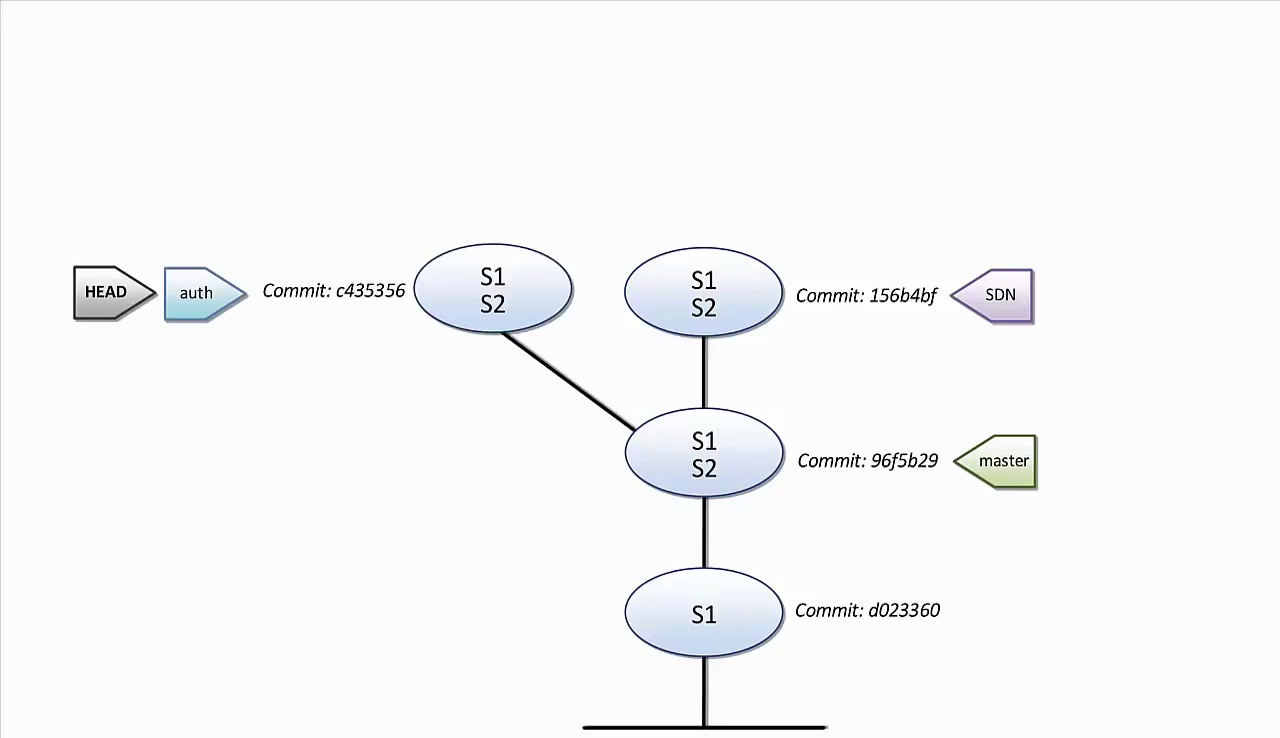 HEAD
auth
Commit: c435356
S1
S2
S1
S2
Commit: 156b4bf
SDN
S1
S2
Commit: 96f5b29
master
S1
Commit: d023360